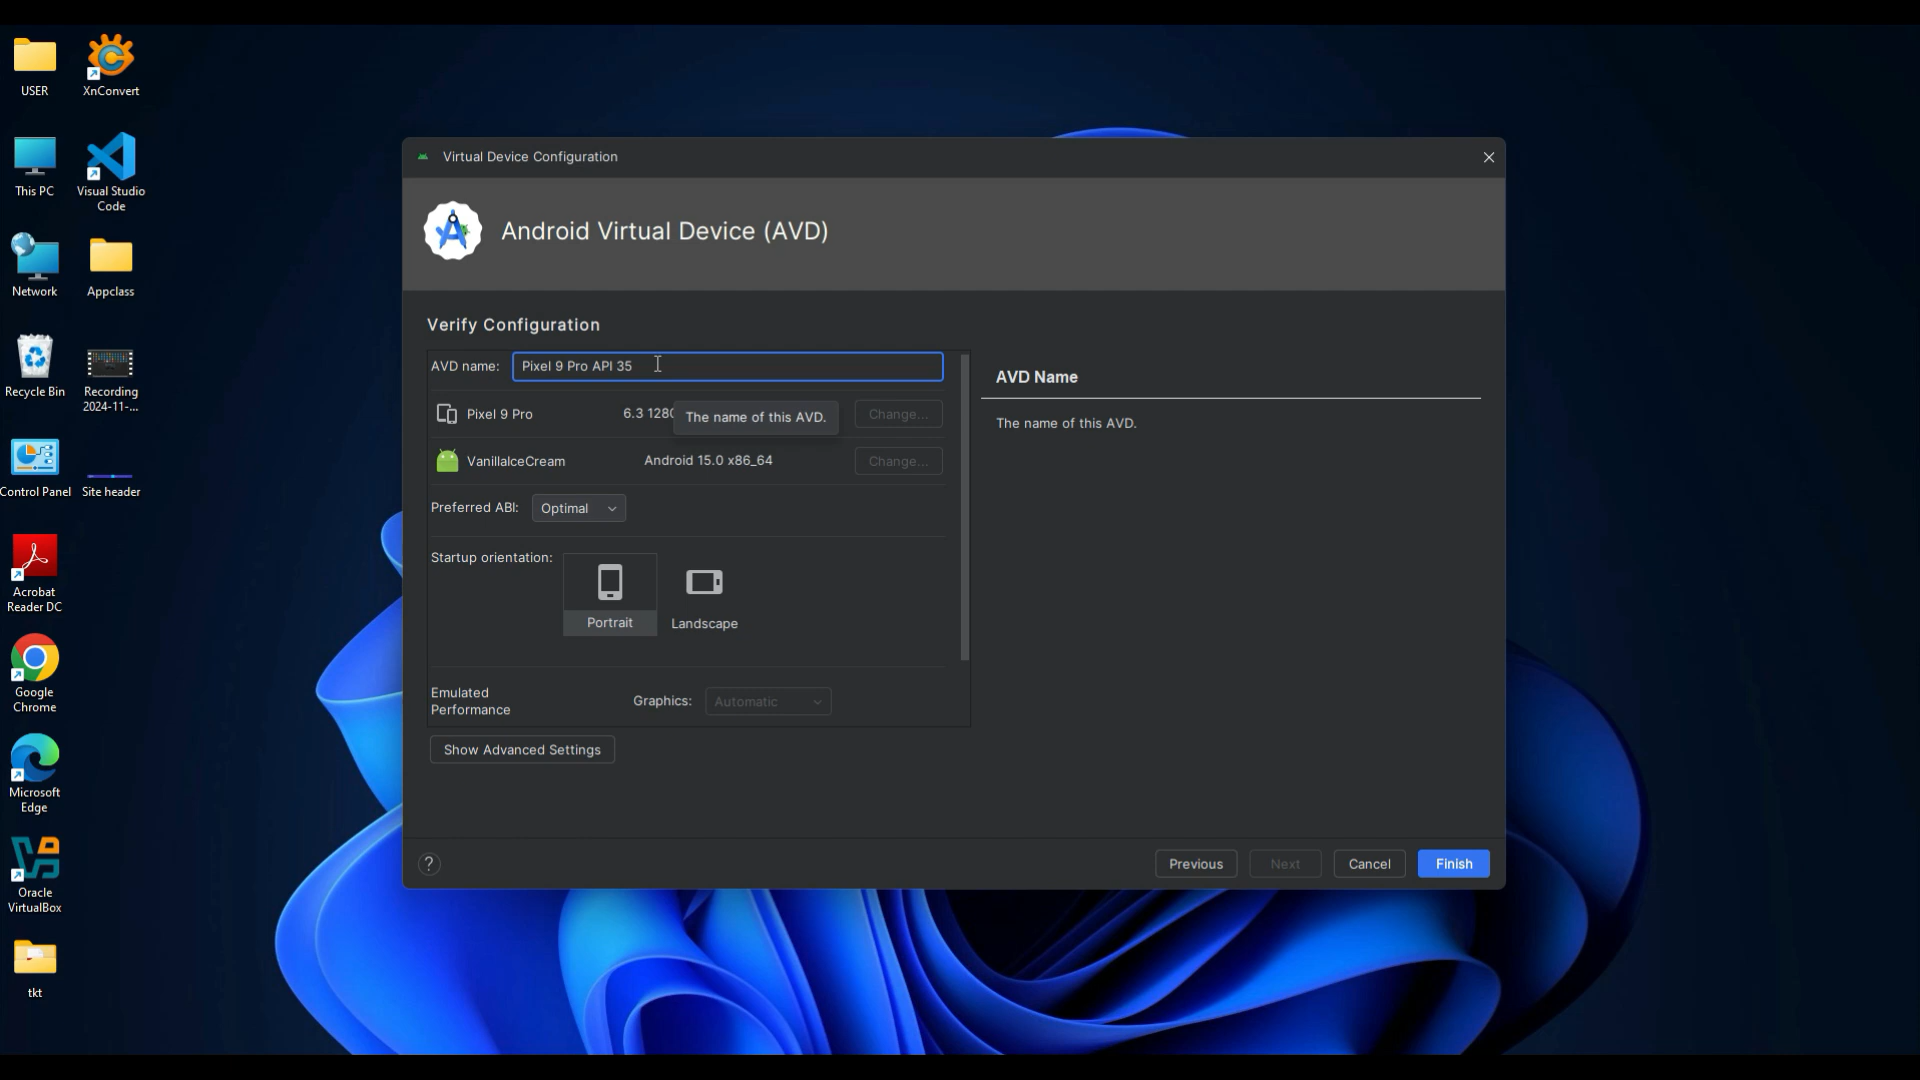 USER
XnConvert
This PC
Visual Studio
Code
Network
Appclass
Recycle Bin
Recording
2024-11-...
Control Panel
Site header
Acrobat
Reader DC
Google
Chrome
Microsoft
Edge
Oracle
VirtualBox
tkt
Virtual Device Configuration
Android Virtual Device (AVD)
Verify Configuration
AVD name: Pixel 9 Pro API 35
Pixel 9 Pro 6.3 1280 Change...
The name of this AVD.
VanillaIceCream Android 15.0 x86_64 Change...
Preferred ABI: Optimal
Startup orientation:
Portrait Landscape
Emulated
Performance
Graphics: Automatic
Show Advanced Settings
AVD Name
The name of this AVD.
? Previous Next Cancel Finish